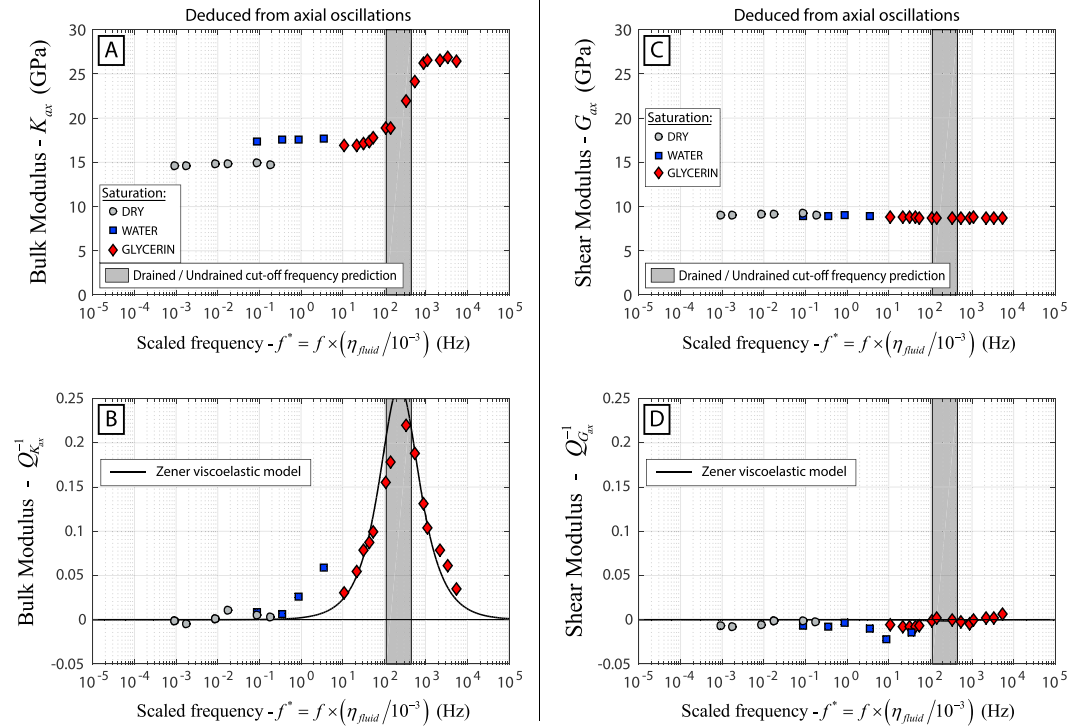 Deduced from axial oscillations
A
Bulk Modulus - K_ax (GPa)
30
25
20
15
10
5
0
Saturation:
DRY
WATER
GLYCERIN
Drained / Undrained cut-off frequency prediction
10^-5 10^-4 10^-3 10^-2 10^-1 10^0 10^1 10^2 10^3 10^4 10^5
Scaled frequency - f* = f × (η_fluid/10^-3) (Hz)
Deduced from axial oscillations
C
Shear Modulus - G_ax (GPa)
30
25
20
15
10
5
0
Saturation:
DRY
WATER
GLYCERIN
Drained / Undrained cut-off frequency prediction
10^-5 10^-4 10^-3 10^-2 10^-1 10^0 10^1 10^2 10^3 10^4 10^5
Scaled frequency - f* = f × (η_fluid/10^-3) (Hz)
B
Bulk Modulus - Q^-1_K_ax
0.25
0.2
0.15
0.1
0.05
0
-0.05
Zener viscoelastic model
10^-5 10^-4 10^-3 10^-2 10^-1 10^0 10^1 10^2 10^3 10^4 10^5
Scaled frequency - f* = f × (η_fluid/10^-3) (Hz)
D
Shear Modulus - Q^-1_G_ax
0.25
0.2
0.15
0.1
0.05
0
-0.05
Zener viscoelastic model
10^-5 10^-4 10^-3 10^-2 10^-1 10^0 10^1 10^2 10^3 10^4 10^5
Scaled frequency - f* = f × (η_fluid/10^-3) (Hz)